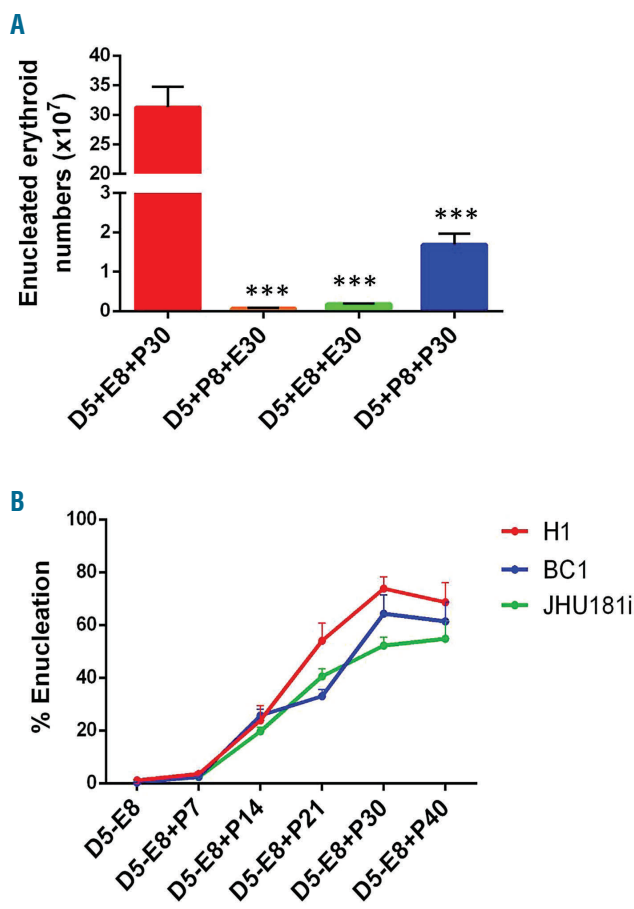 A
Enucleated erythroid
numbers (x10⁷)
40
35
30
25
20
3
2
1
0
***
***
***
D5+E8+P30
D5+P8+E30
D5+E8+E30
D5+P8+P30
B
% Enucleation
100
80
60
40
20
0
D5-E8
D5-E8+P7
D5-E8+P14
D5-E8+P21
D5-E8+P30
D5-E8+P40
H1
BC1
JHU181i